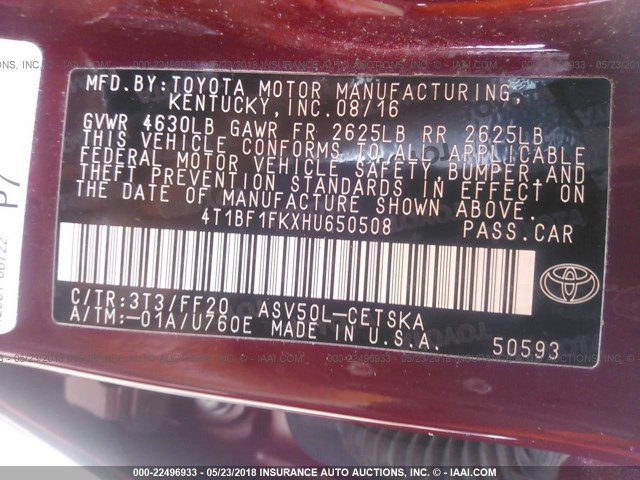 MFD.BY:TOYOTA MOTOR MANUFACTURING,
KENTUCKY, INC. 08/16
GVWR 4630LB GAWR FR 2625LB RR 2625LB
THIS VEHICLE CONFORMS TO ALL APPLICABLE
FEDERAL MOTOR VEHICLE SAFETY, BUMPER AND
THEFT PREVENTION STANDARDS IN EFFECT ON
THE DATE OF MANUFACTURE SHOWN ABOVE.
4T1BF1FKXHU650508 PASS.CAR
C/TR:3T3/FF20 ASV50L-CETSKA
A/TM:-01A/U760E MADE IN U.S.A.
50593
TOYOTA
P7
000-22496933 - 05/23/2018 INSURANCE AUTO AUCTIONS, INC. - © - IAAI.COM